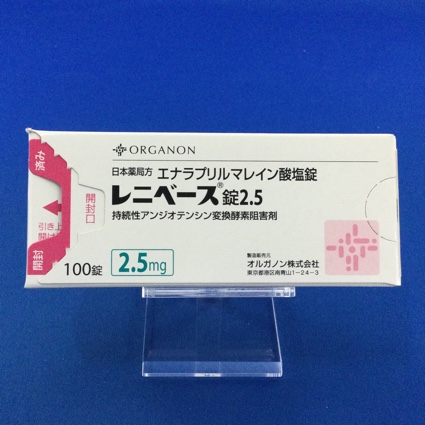 ORGANON
日本薬局方 エナラプリルマレイン酸塩錠
レニベース®錠2.5
持続性アンジオテンシン変換酵素阻害剤
100錠 2.5mg
製造販売元
オルガノン株式会社
東京都港区南青山1-24-3
開封口
引き上
開封
済み